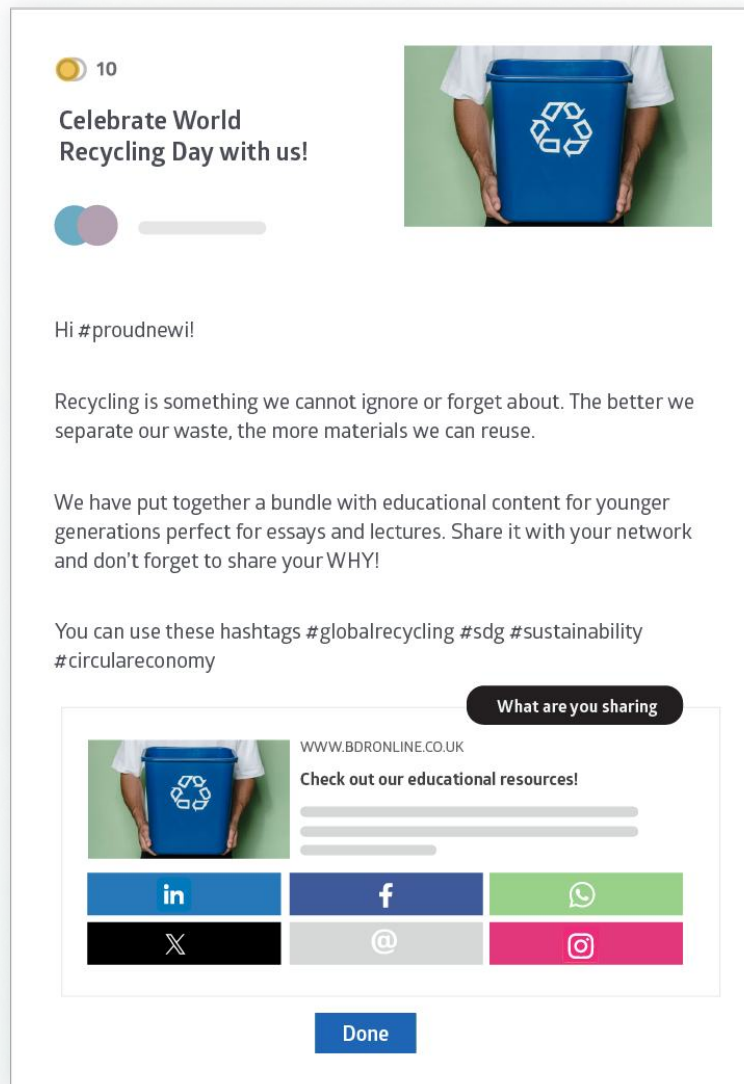 10
Celebrate World
Recycling Day with us!
Hi #proudnewi!
Recycling is something we cannot ignore or forget about. The better we
separate our waste, the more materials we can reuse.
We have put together a bundle with educational content for younger
generations perfect for essays and lectures. Share it with your network
and don't forget to share your WHY!
You can use these hashtags #globalrecycling #sdg #sustainability
#circulareconomy
What are you sharing
WWW.BDRONLINE.CO.UK
Check out our educational resources!
in
f
X
@
Done